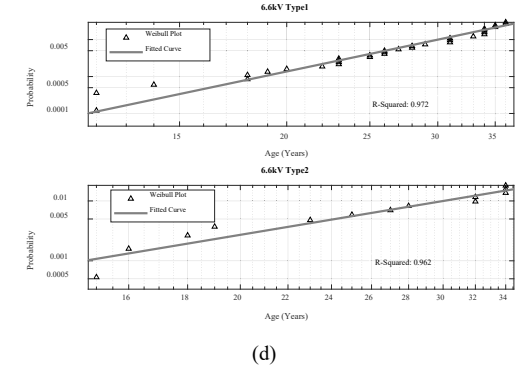 6.6kV Type1
Weibull Plot
Fitted Curve
0.005
0.0005
0.0001
Probability
R-Squared: 0.972
15
20
25
30
35
Age (Years)
6.6kV Type2
Weibull Plot
Fitted Curve
0.01
0.005
0.001
0.0005
Probability
R-Squared: 0.962
16
18
20
22
24
26
28
30
32
34
Age (Years)
(d)